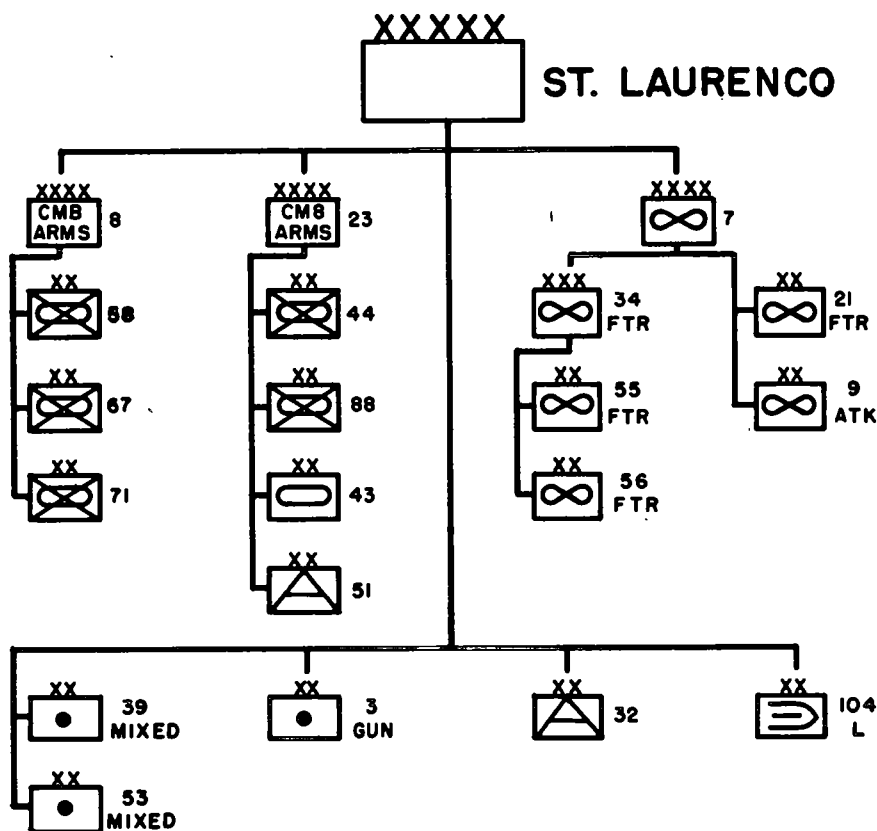 XXXXX
ST. LAURENCO
XXXX
CMB
ARMS
8
XXXX
CMB
ARMS
23
XXXX
7
XX
58
XX
67
XX
71
XX
44
XX
88
XX
43
XX
51
XXX
34
FTR
XX
55
FTR
XX
56
FTR
XX
21
FTR
XX
9
ATK
XX
39
MIXED
XX
53
MIXED
XX
3
GUN
XX
32
XX
104
L